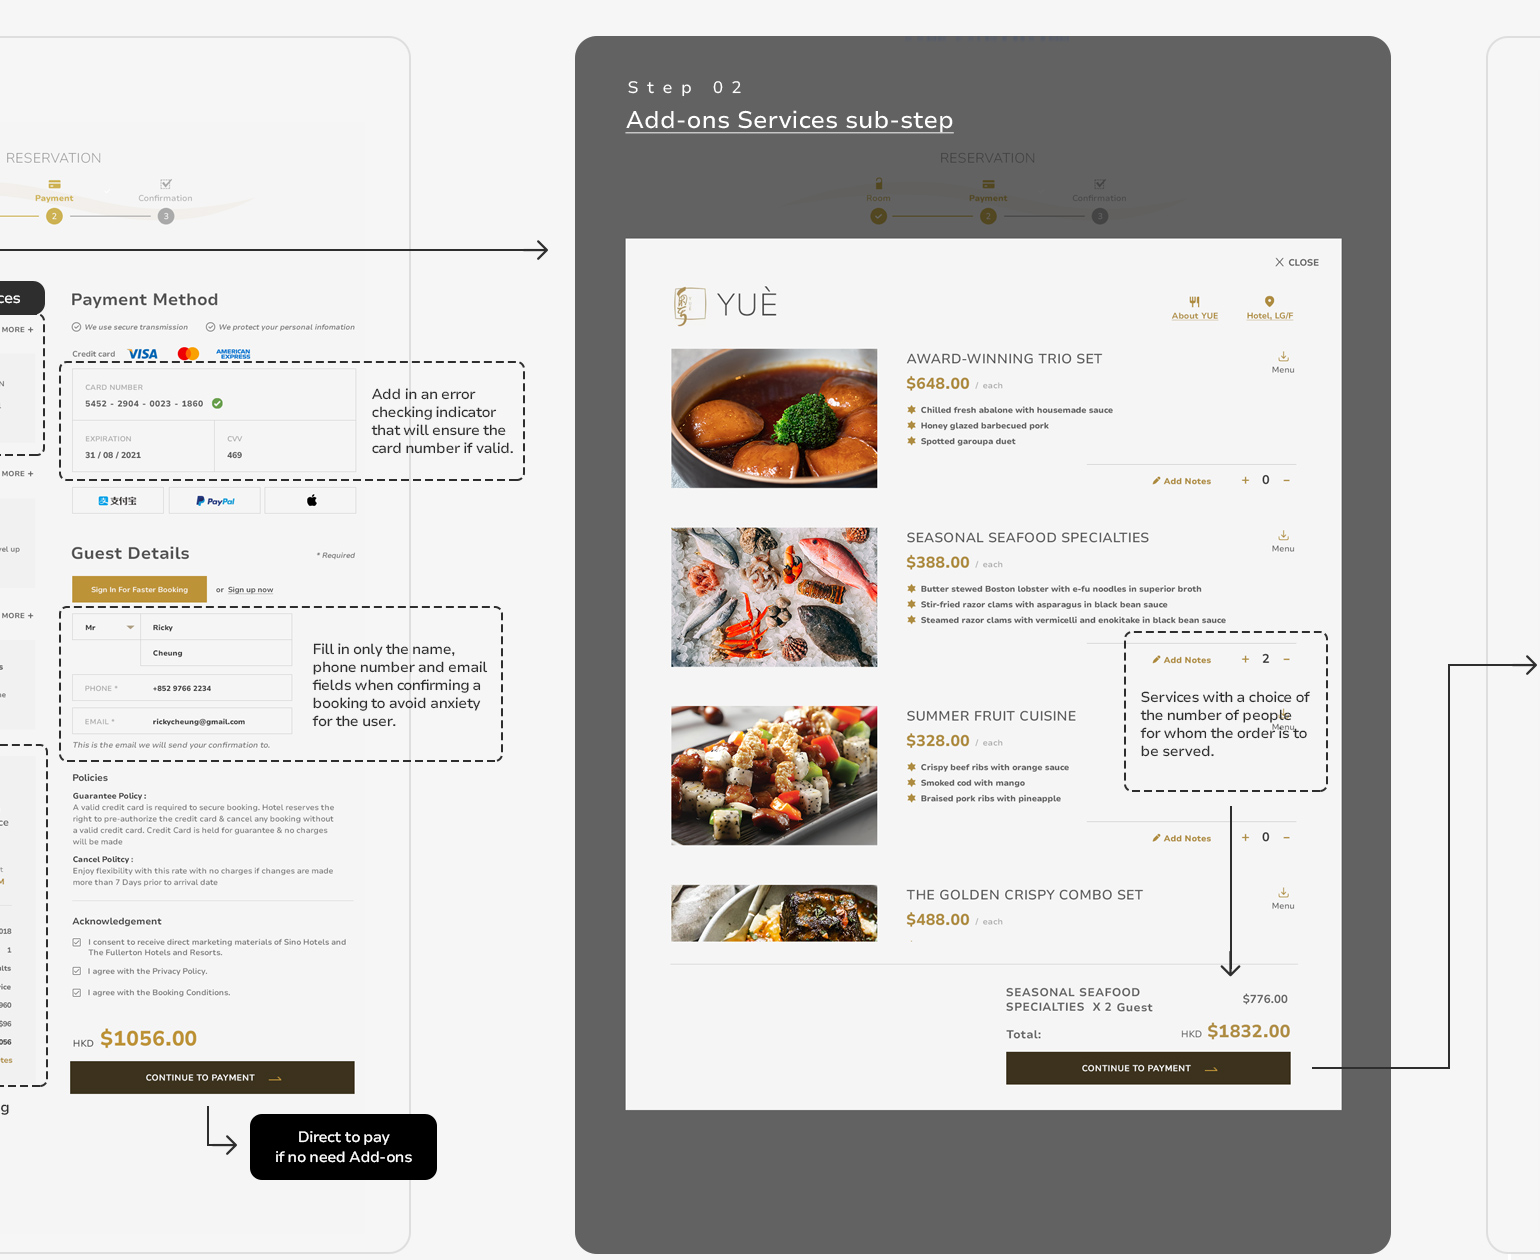 RESERVATION
Payment
Confirmation
2
3
ces
MORE +
N
MORE +
vel up
MORE +
s
ne
ce
t
M
018
1
ults
rice
960
$96
056
tes
g
Payment Method
We use secure transmission
We protect your personal infomation
Credit card
VISA
AMERICAN
EXPRESS
CARD NUMBER
5452 - 2904 - 0023 - 1860
EXPIRATION
31 / 08 / 2021
CVV
469
Add in an error
checking indicator
that will ensure the
card number if valid.
支付宝
PayPal
Guest Details
* Required
Sign In For Faster Booking
or Sign up now
Mr
Ricky
Cheung
PHONE *
+852 9766 2234
EMAIL *
rickycheung@gmail.com
This is the email we will send your confirmation to.
Fill in only the name,
phone number and email
fields when confirming a
booking to avoid anxiety
for the user.
Policies
Guarantee Policy :
A valid credit card is required to secure booking. Hotel reserves the
right to pre-authorize the credit card & cancel any booking without
a valid credit card. Credit Card is held for guarantee & no charges
will be made
Cancel Politcy :
Enjoy flexibility with this rate with no charges if changes are made
more than 7 Days prior to arrival date
Acknowledgement
I consent to receive direct marketing materials of Sino Hotels and
The Fullerton Hotels and Resorts.
I agree with the Privacy Policy.
I agree with the Booking Conditions.
HKD $1056.00
CONTINUE TO PAYMENT
Direct to pay
if no need Add-ons
Step 02
Add-ons Services sub-step
RESERVATION
Room
Payment
Confirmation
2
3
CLOSE
YUÈ
About YUE
Hotel, LG/F
AWARD-WINNING TRIO SET
$648.00 / each
Menu
Chilled fresh abalone with housemade sauce
Honey glazed barbecued pork
Spotted garoupa duet
Add Notes
+ 0 −
SEASONAL SEAFOOD SPECIALTIES
$388.00 / each
Menu
Butter stewed Boston lobster with e-fu noodles in superior broth
Stir-fried razor clams with asparagus in black bean sauce
Steamed razor clams with vermicelli and enokitake in black bean sauce
Add Notes
+ 2 −
Services with a choice of
the number of people
for whom the order is to
be served.
SUMMER FRUIT CUISINE
$328.00 / each
Menu
Crispy beef ribs with orange sauce
Smoked cod with mango
Braised pork ribs with pineapple
Add Notes
+ 0 −
THE GOLDEN CRISPY COMBO SET
$488.00 / each
Menu
SEASONAL SEAFOOD
SPECIALTIES X 2 Guest
$776.00
Total:
HKD $1832.00
CONTINUE TO PAYMENT